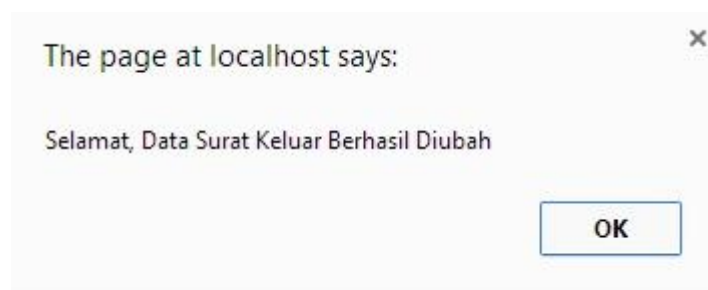 The page at localhost says:
Selamat, Data Surat Keluar Berhasil Diubah
OK